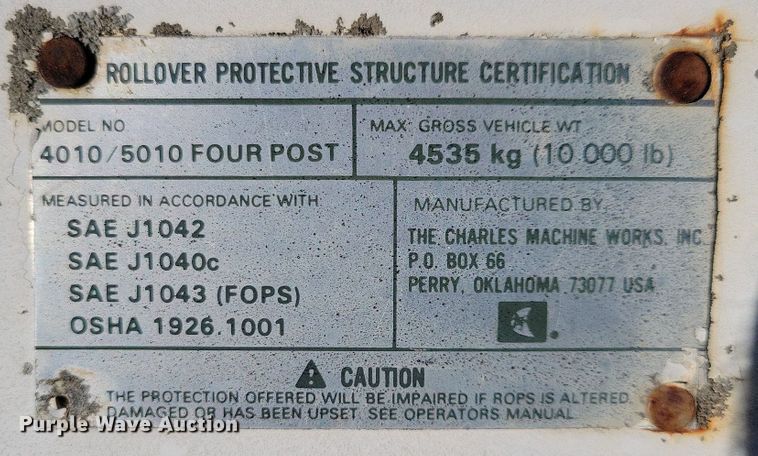 ROLLOVER PROTECTIVE STRUCTURE CERTIFICATION
MODEL NO
4010/5010 FOUR POST
MAX. GROSS VEHICLE WT
4535 kg (10 000 lb)
MEASURED IN ACCORDANCE WITH:
SAE J1042
SAE J1040c
SAE J1043 (FOPS)
OSHA 1926.1001
MANUFACTURED BY:
THE CHARLES MACHINE WORKS, INC.
P.O. BOX 66
PERRY, OKLAHOMA 73077 USA
CAUTION
THE PROTECTION OFFERED WILL BE IMPAIRED IF ROPS IS ALTERED,
DAMAGED OR HAS BEEN UPSET. SEE OPERATORS MANUAL.
Purple Wave Auction